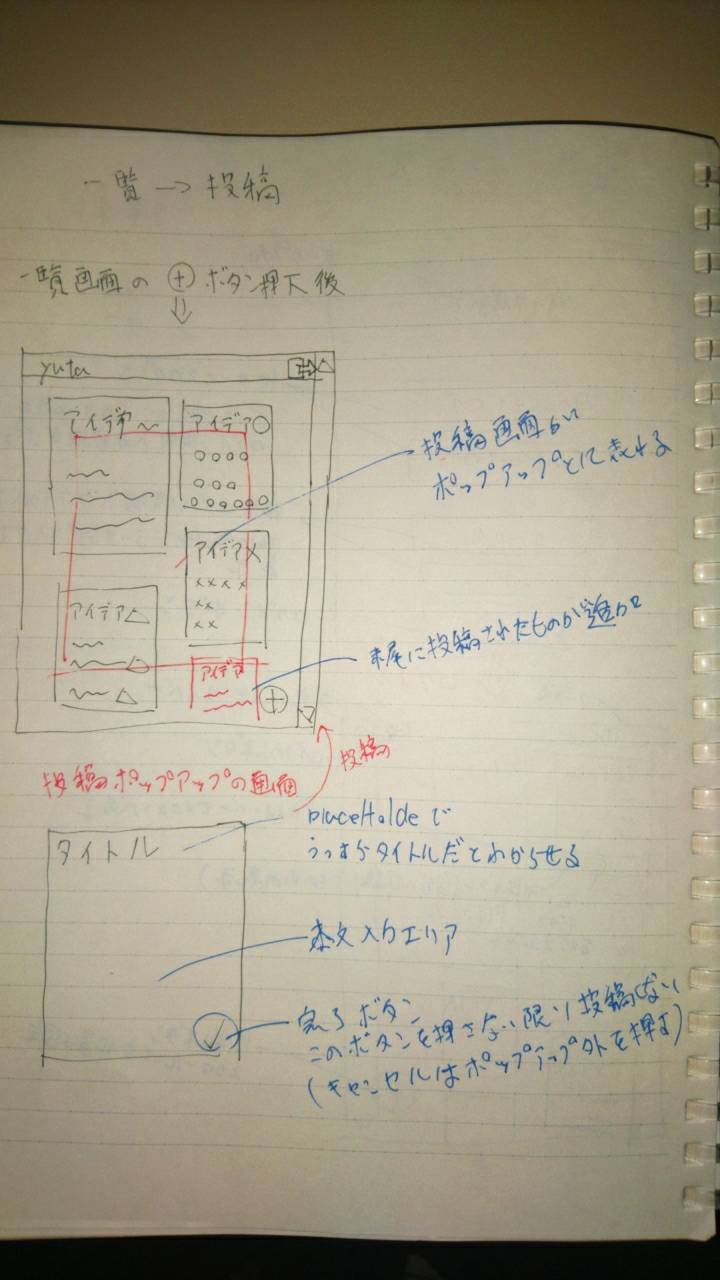 一覧→投稿
一覧画面の⊕ボタン押下後
⇓
yuta
アイデア〜
アイデア○
○○○○
○○○
○○○○○○
アイデア×
××××
××
××
アイデア△
アイデア
投稿画面が
ポップアップとして表れる
末尾に投稿されたものが追加
投稿の
投稿ポップアップの画面
タイトル
placeHoldeで
うっすらタイトルだとわからせる
本文入力エリア
完了ボタン
このボタンを押さない限り投稿しない
(キャンセルはポップアップ外を押す)